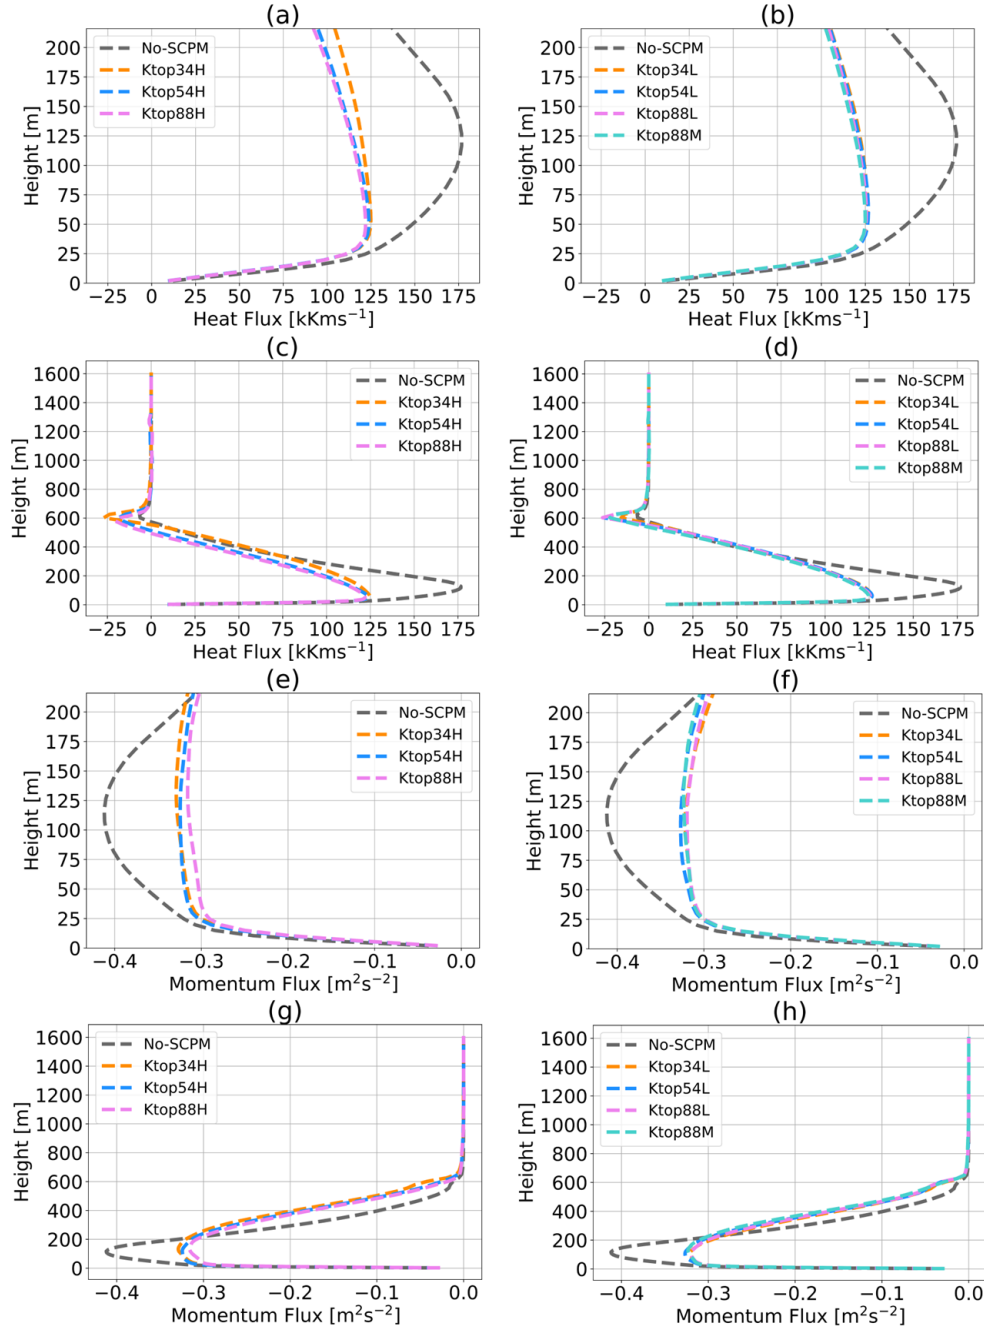 (a)
Height [m]
200
175
150
125
100
75
50
25
0
No-SCPM
Ktop34H
Ktop54H
Ktop88H
−25 0 25 50 75 100 125 150 175
Heat Flux [kKms⁻¹]
(b)
Height [m]
200
175
150
125
100
75
50
25
0
No-SCPM
Ktop34L
Ktop54L
Ktop88L
Ktop88M
−25 0 25 50 75 100 125 150 175
Heat Flux [kKms⁻¹]
(c)
Height [m]
1600
1400
1200
1000
800
600
400
200
0
No-SCPM
Ktop34H
Ktop54H
Ktop88H
−25 0 25 50 75 100 125 150 175
Heat Flux [kKms⁻¹]
(d)
Height [m]
1600
1400
1200
1000
800
600
400
200
0
No-SCPM
Ktop34L
Ktop54L
Ktop88L
Ktop88M
−25 0 25 50 75 100 125 150 175
Heat Flux [kKms⁻¹]
(e)
Height [m]
200
175
150
125
100
75
50
25
0
No-SCPM
Ktop34H
Ktop54H
Ktop88H
−0.4 −0.3 −0.2 −0.1 0.0
Momentum Flux [m²s⁻²]
(f)
Height [m]
200
175
150
125
100
75
50
25
0
No-SCPM
Ktop34L
Ktop54L
Ktop88L
Ktop88M
−0.4 −0.3 −0.2 −0.1 0.0
Momentum Flux [m²s⁻²]
(g)
Height [m]
1600
1400
1200
1000
800
600
400
200
0
No-SCPM
Ktop34H
Ktop54H
Ktop88H
−0.4 −0.3 −0.2 −0.1 0.0
Momentum Flux [m²s⁻²]
(h)
Height [m]
1600
1400
1200
1000
800
600
400
200
0
No-SCPM
Ktop34L
Ktop54L
Ktop88L
Ktop88M
−0.4 −0.3 −0.2 −0.1 0.0
Momentum Flux [m²s⁻²]